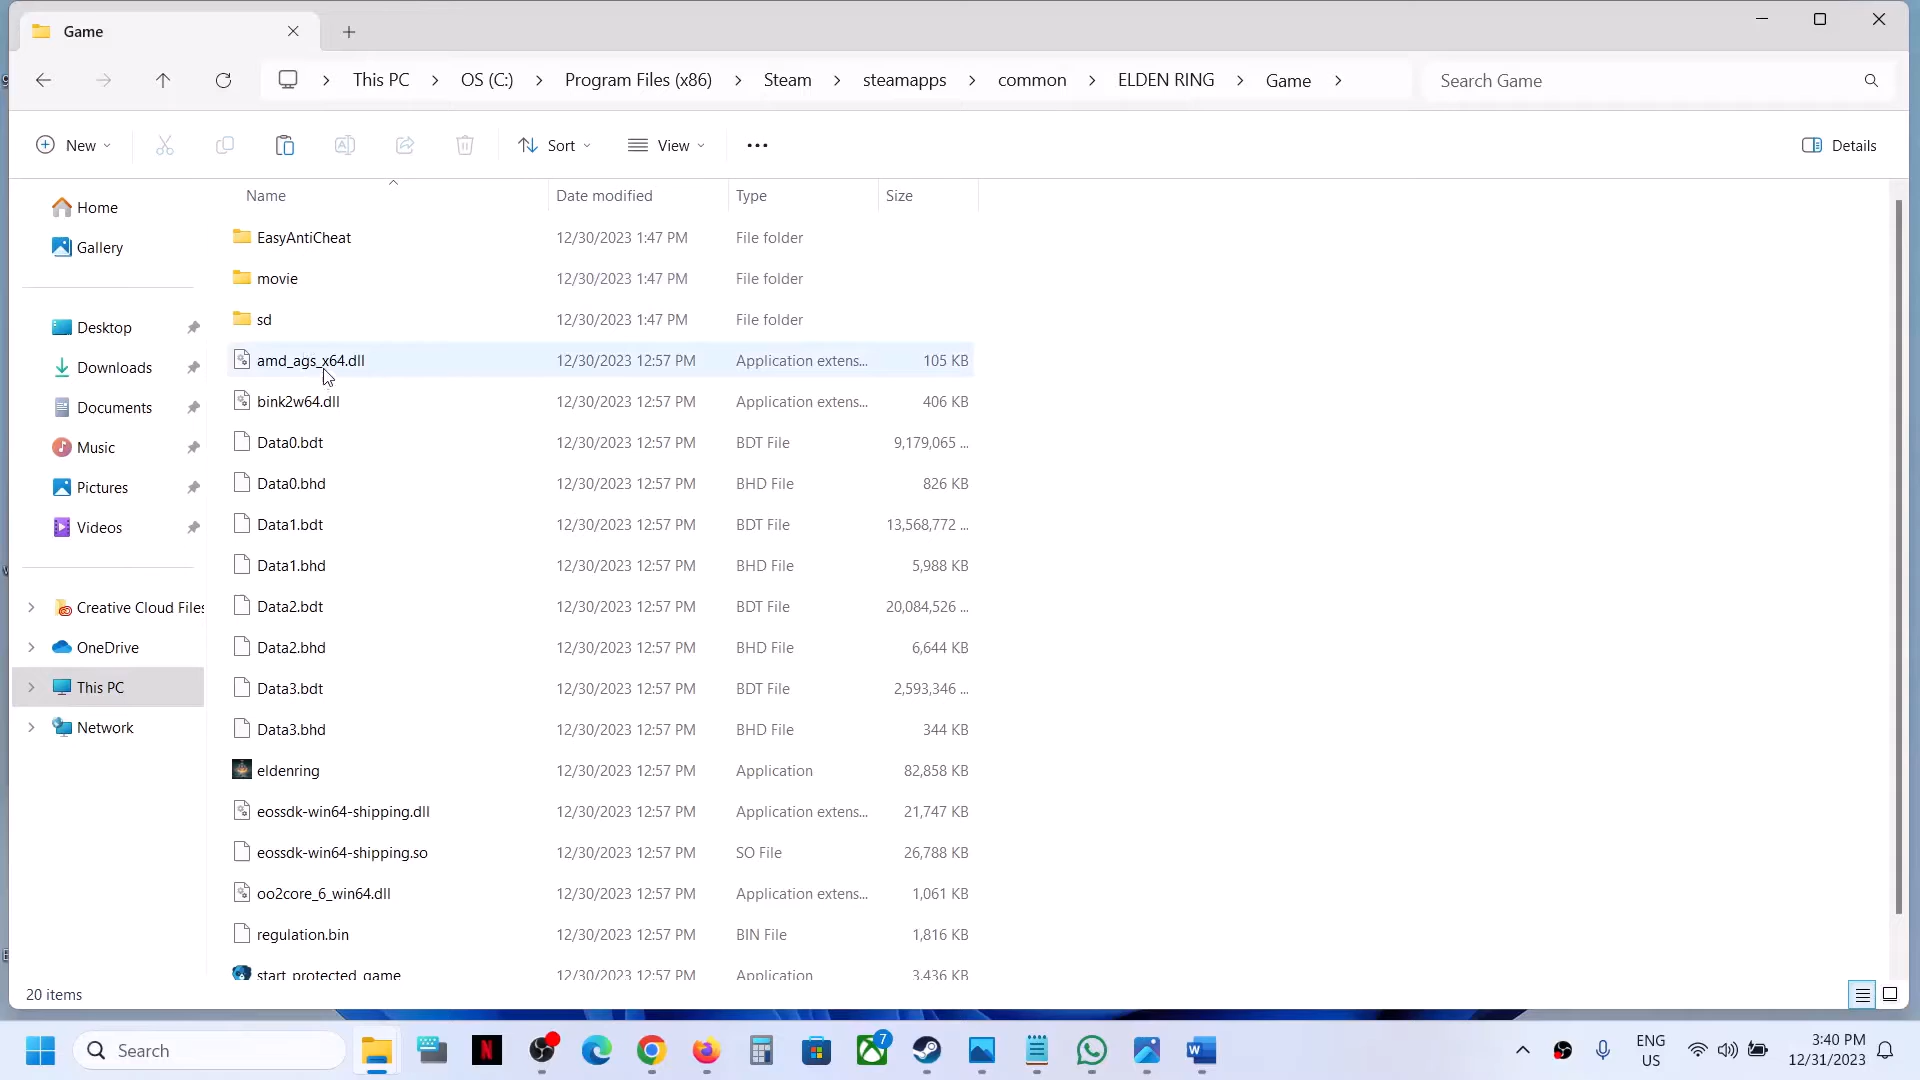 Game
This PC > OS (C:) > Program Files (x86) > Steam > steamapps > common > ELDEN RING > Game >
Search Game
New
Sort
View
Details
Home
Gallery
Desktop
Downloads
Documents
Music
Pictures
Videos
Creative Cloud Files
OneDrive
This PC
Network
Name Date modified Type Size
EasyAntiCheat 12/30/2023 1:47 PM File folder
movie 12/30/2023 1:47 PM File folder
sd 12/30/2023 1:47 PM File folder
amd_ags_x64.dll 12/30/2023 12:57 PM Application extens... 105 KB
bink2w64.dll 12/30/2023 12:57 PM Application extens... 406 KB
Data0.bdt 12/30/2023 12:57 PM BDT File 9,179,065 ...
Data0.bhd 12/30/2023 12:57 PM BHD File 826 KB
Data1.bdt 12/30/2023 12:57 PM BDT File 13,568,772 ...
Data1.bhd 12/30/2023 12:57 PM BHD File 5,988 KB
Data2.bdt 12/30/2023 12:57 PM BDT File 20,084,526 ...
Data2.bhd 12/30/2023 12:57 PM BHD File 6,644 KB
Data3.bdt 12/30/2023 12:57 PM BDT File 2,593,346 ...
Data3.bhd 12/30/2023 12:57 PM BHD File 344 KB
eldenring 12/30/2023 12:57 PM Application 82,858 KB
eossdk-win64-shipping.dll 12/30/2023 12:57 PM Application extens... 21,747 KB
eossdk-win64-shipping.so 12/30/2023 12:57 PM SO File 26,788 KB
oo2core_6_win64.dll 12/30/2023 12:57 PM Application extens... 1,061 KB
regulation.bin 12/30/2023 12:57 PM BIN File 1,816 KB
start_protected_game 12/30/2023 12:57 PM Application 3,436 KB
20 items
Search
7
ENG
US
3:40 PM
12/31/2023